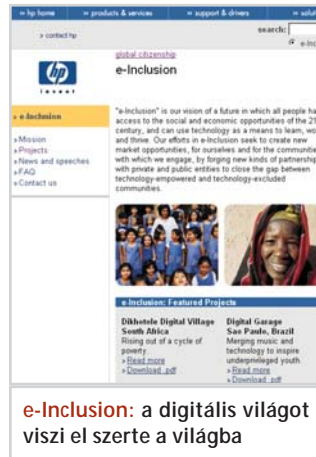 » hp home » products & services » support & drivers
» contact hp
search:
global citizenship
e-Inclusion
hp
invent
» e-Inclusion
»Mission
»Projects
»News and speeches
»FAQ
»Contact us
"e-Inclusion" is our vision of a future in which all people
access to the social and economic opportunities of the
century, and can use technology as a means to learn,
and thrive. Our efforts in e-Inclusion seek to create new
market opportunities, for ourselves and for the communities
with which we engage, by forging new kinds of partnership
with private and public entities to close the gap between
technology-empowered and technology-excluded
communities.
e-Inclusion: Featured Projects
Dikhotele Digital Village
South Africa
Rising out of a cycle of
poverty.
» Read more
» Download .pdf
Digital Garage
Sao Paulo, Brazil
Merging music and
technology to inspire
underprivileged youth.
» Read more
» Download .pdf
e-Inclusion: a digitális világot
viszi el szerte a világba